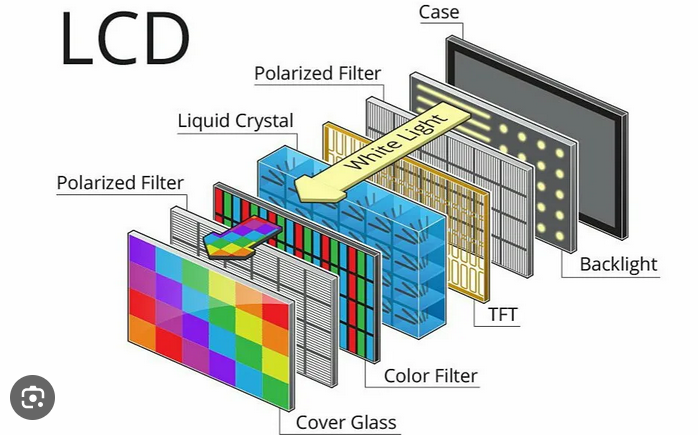 LCD
Case
Polarized Filter
White Light
Liquid Crystal
Polarized Filter
Backlight
TFT
Color Filter
Cover Glass